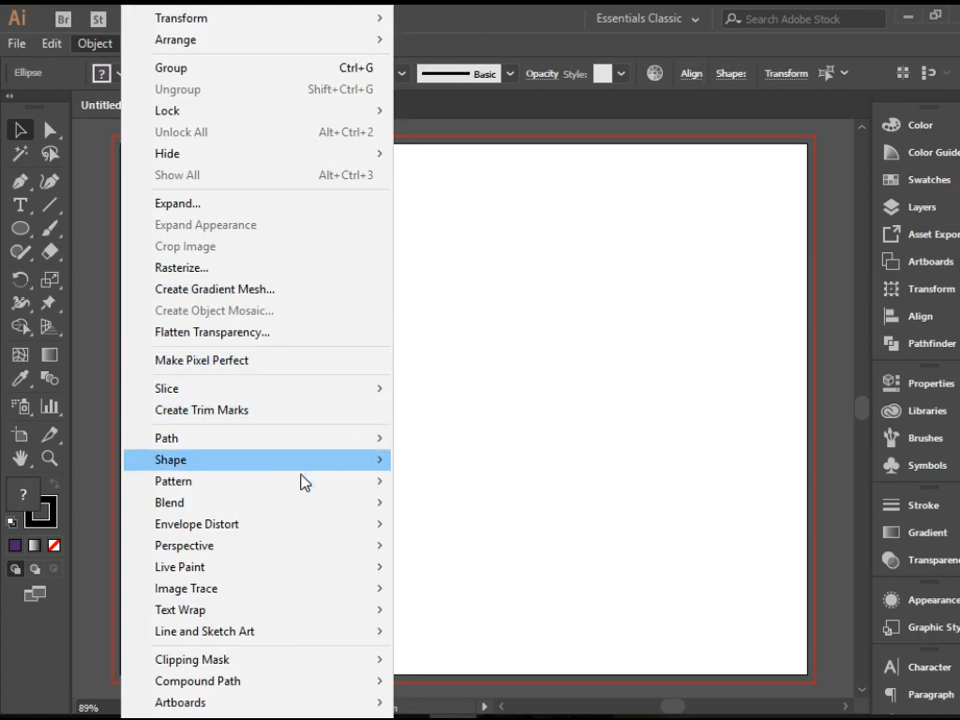 Ai Br St Essentials Classic Search Adobe Stock
File Edit Object
Ellipse ? Basic Opacity Style: Align Shape: Transform
Untitled
Transform
Arrange
Group Ctrl+G
Ungroup Shift+Ctrl+G
Lock
Unlock All Alt+Ctrl+2
Hide
Show All Alt+Ctrl+3
Expand...
Expand Appearance
Crop Image
Rasterize...
Create Gradient Mesh...
Create Object Mosaic...
Flatten Transparency...
Make Pixel Perfect
Slice
Create Trim Marks
Path
Shape
Pattern
Blend
Envelope Distort
Perspective
Live Paint
Image Trace
Text Wrap
Line and Sketch Art
Clipping Mask
Compound Path
Artboards
?
89%
Color
Color Guide
Swatches
Layers
Asset Expor
Artboards
Transform
Align
Pathfinder
Properties
Libraries
Brushes
Symbols
Stroke
Gradient
Transparen
Appearance
Graphic Sty
Character
Paragraph